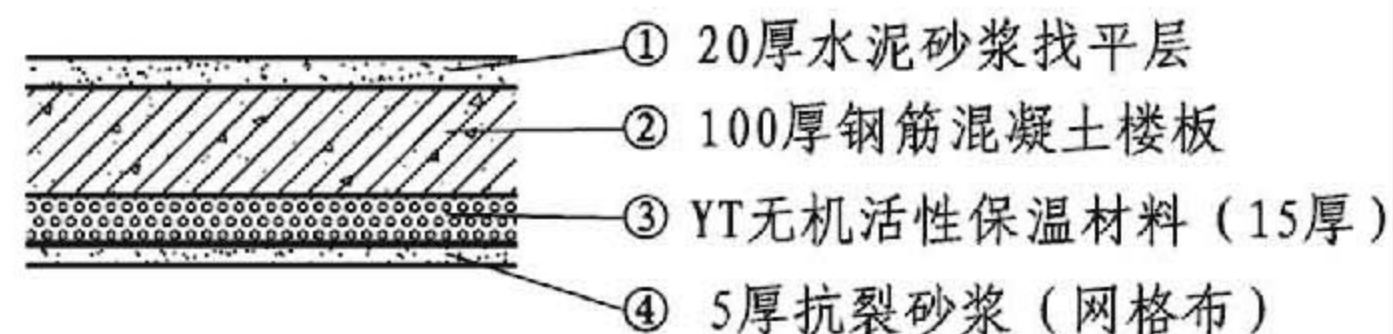 ① 20厚水泥砂浆找平层
② 100厚钢筋混凝土楼板
③ YT无机活性保温材料（15厚）
④ 5厚抗裂砂浆（网格布）